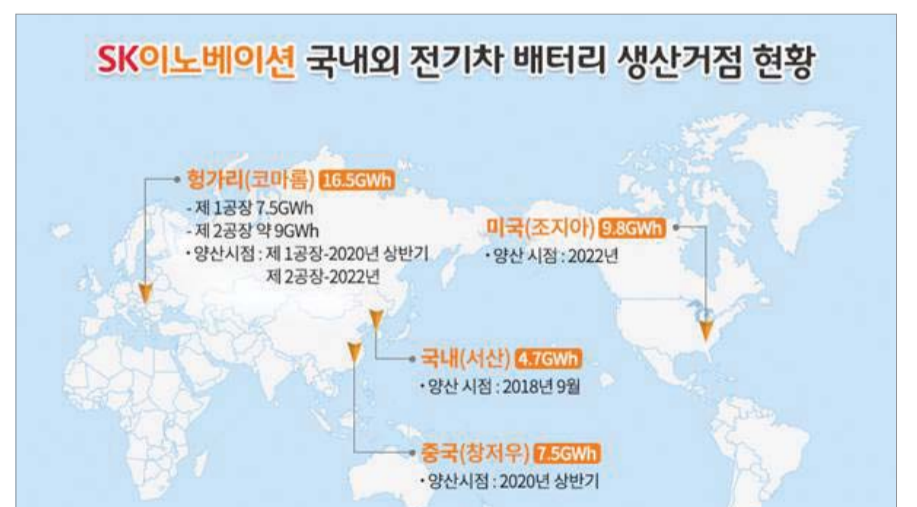 SK이노베이션 국내외 전기차 배터리 생산거점 현황
헝가리(코마롬) 16.5GWh
- 제 1공장 7.5GWh
- 제 2공장 약 9GWh
• 양산시점 : 제 1공장-2020년 상반기
제 2공장-2022년
미국(조지아) 9.8GWh
• 양산 시점 : 2022년
국내(서산) 4.7GWh
• 양산 시점 : 2018년 9월
중국(창저우) 7.5GWh
• 양산시점 : 2020년 상반기